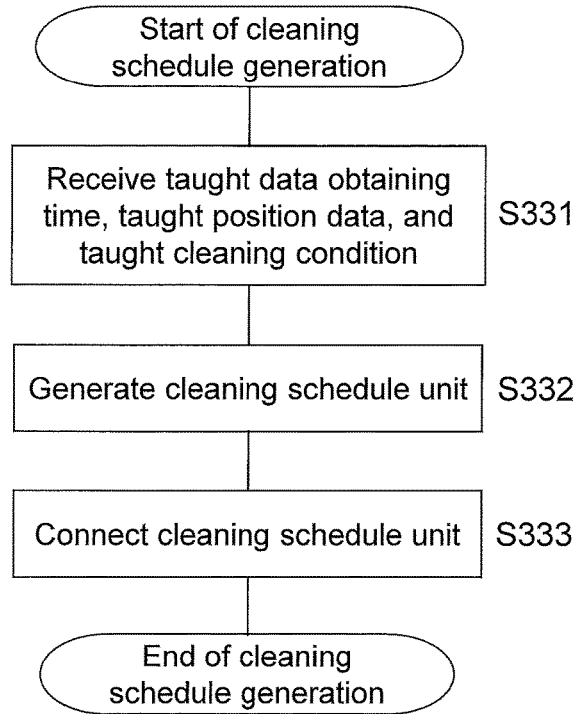 Start of cleaning
schedule generation
Receive taught data obtaining
time, taught position data, and
taught cleaning condition
S331
Generate cleaning schedule unit
S332
Connect cleaning schedule unit
S333
End of cleaning
schedule generation